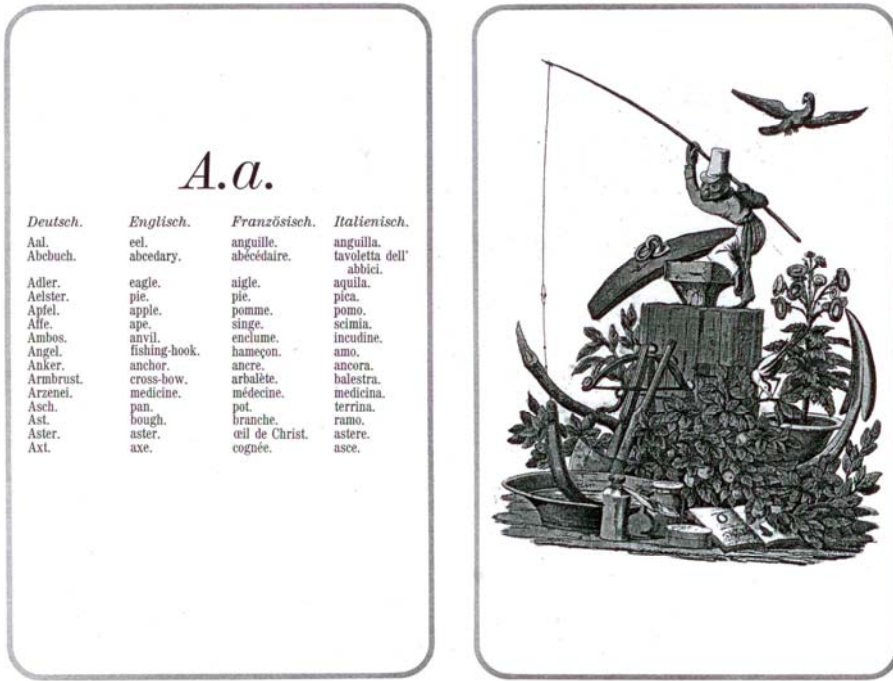 A.a.
Deutsch. Englisch. Französisch. Italienisch.
Aal. eel. anguille. anguilla.
Abcbuch. abcedary. abécédaire. tavoletta dell'
abbici.
Adler. eagle. aigle. aquila.
Aelster. pie. pie. pica.
Apfel. apple. pomme. pomo.
Affe. ape. singe. scimia.
Ambos. anvil. enclume. incudine.
Angel. fishing-hook. hameçon. amo.
Anker. anchor. ancre. ancora.
Armbrust. cross-bow. arbalète. balestra.
Arzenei. medicine. médecine. medicina.
Asch. pan. pot. terrina.
Ast. bough. branche. ramo.
Aster. aster. œil de Christ. astere.
Axt. axe. cognée. asce.